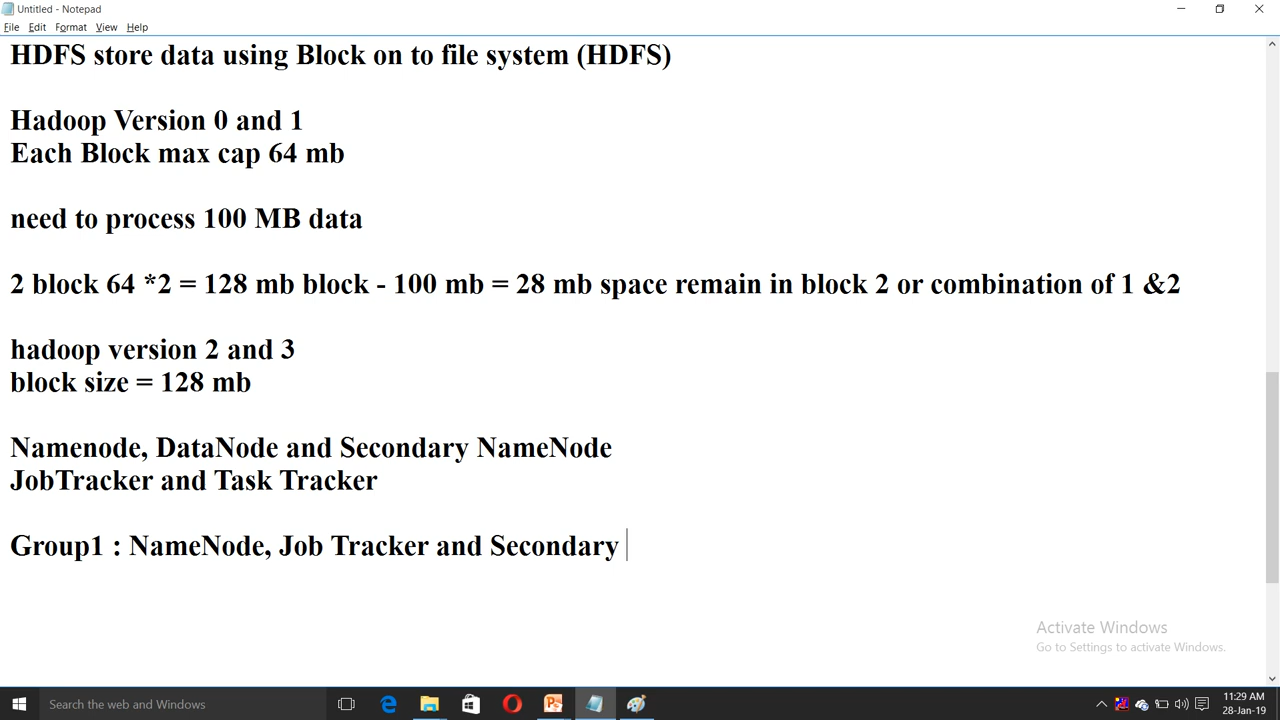 Untitled - Notepad
File Edit Format View Help
HDFS store data using Block on to file system (HDFS)
Hadoop Version 0 and 1
Each Block max cap 64 mb
need to process 100 MB data
2 block 64 *2 = 128 mb block - 100 mb = 28 mb space remain in block 2 or combination of 1 &2
hadoop version 2 and 3
block size = 128 mb
Namenode, DataNode and Secondary NameNode
JobTracker and Task Tracker
Group1 : NameNode, Job Tracker and Secondary
Activate Windows
Go to Settings to activate Windows.
Search the web and Windows
11:29 AM
28-Jan-19